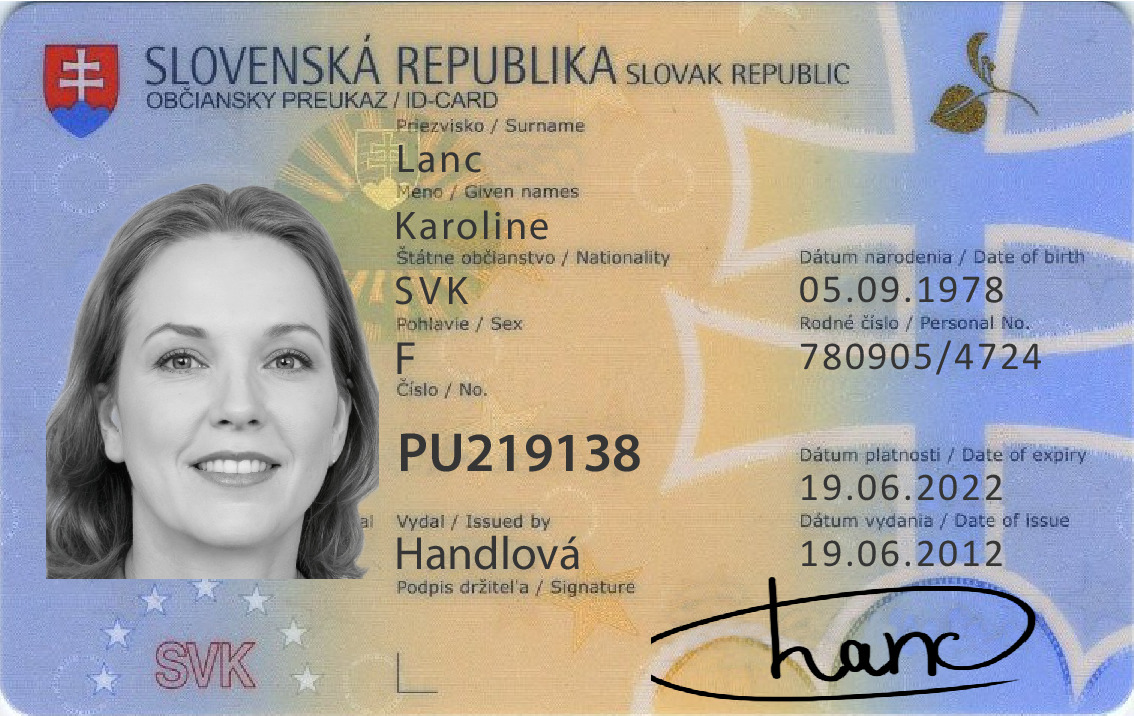 SLOVENSKÁ REPUBLIKA SLOVAK REPUBLIC
OBČIANSKY PREUKAZ / ID-CARD
Priezvisko / Surname
Lanc
Meno / Given names
Karoline
Štátne občianstvo / Nationality
SVK
Pohlavie / Sex
F
Číslo / No.
PU219138
Dátum narodenia / Date of birth
05.09.1978
Rodné číslo / Personal No.
780905/4724
Dátum platnosti / Date of expiry
19.06.2022
Dátum vydania / Date of issue
19.06.2012
Vydal / Issued by
Handlová
Podpis držiteľa / Signature
Lanc
SVK